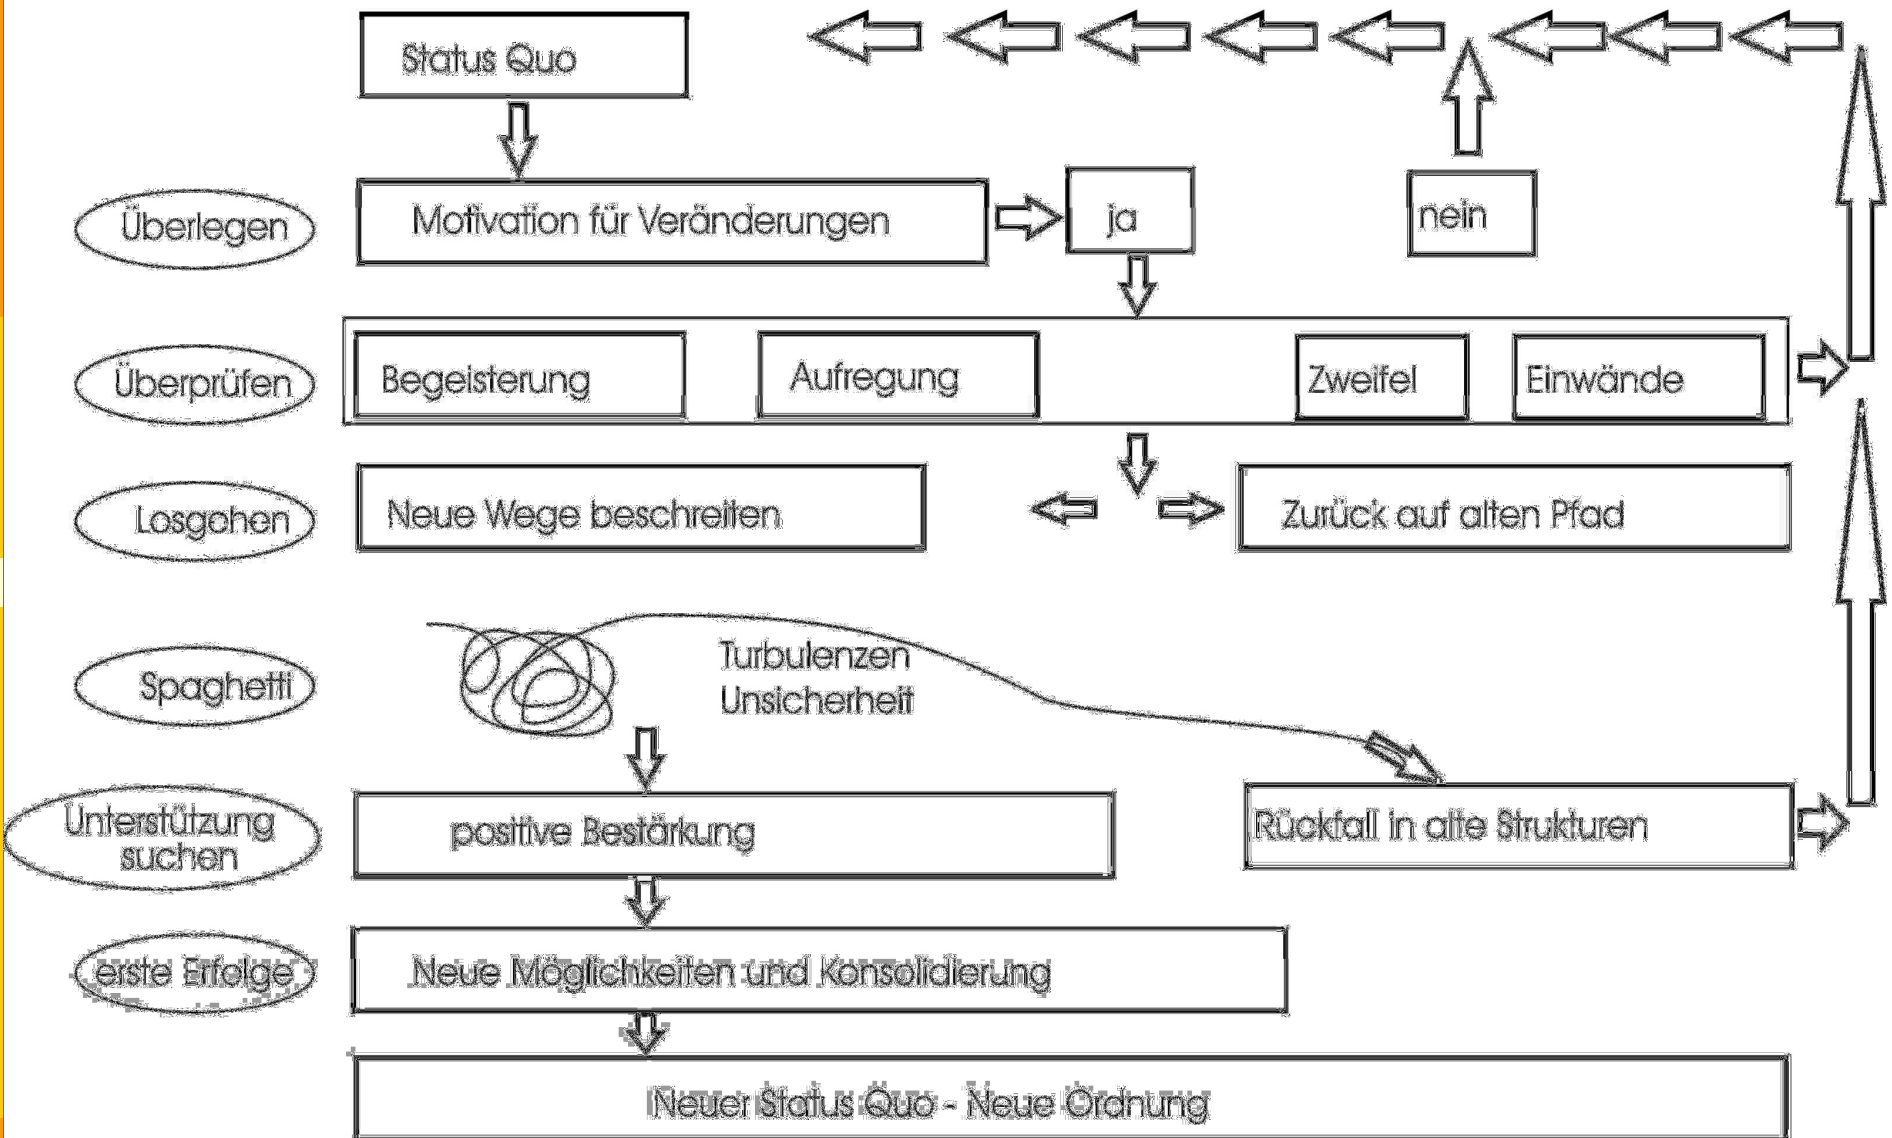 Status Quo
Überlegen
Motivation für Veränderungen
ja
nein
Überprüfen
Begeisterung
Aufregung
Zweifel
Einwände
Losgehen
Neue Wege beschreiten
Zurück auf alten Pfad
Spaghetti
Turbulenzen
Unsicherheit
Unterstützung
suchen
positive Bestärkung
Rückfall in alte Strukturen
erste Erfolge
Neue Möglichkeiten und Konsolidierung
Neuer Status Quo - Neue Ordnung